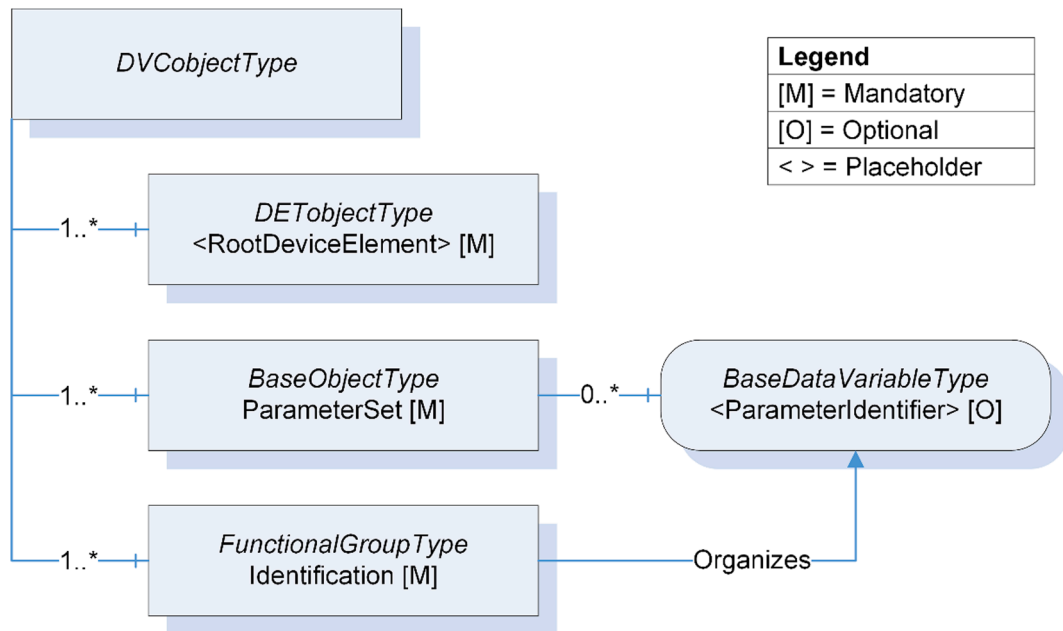 DVCobjectType
Legend
[M] = Mandatory
[O] = Optional
< > = Placeholder
1..*
DETobjectType
<RootDeviceElement> [M]
1..*
BaseObjectType
ParameterSet [M]
0..*
BaseDataVariableType
<ParameterIdentifier> [O]
1..*
FunctionalGroupType
Identification [M]
Organizes